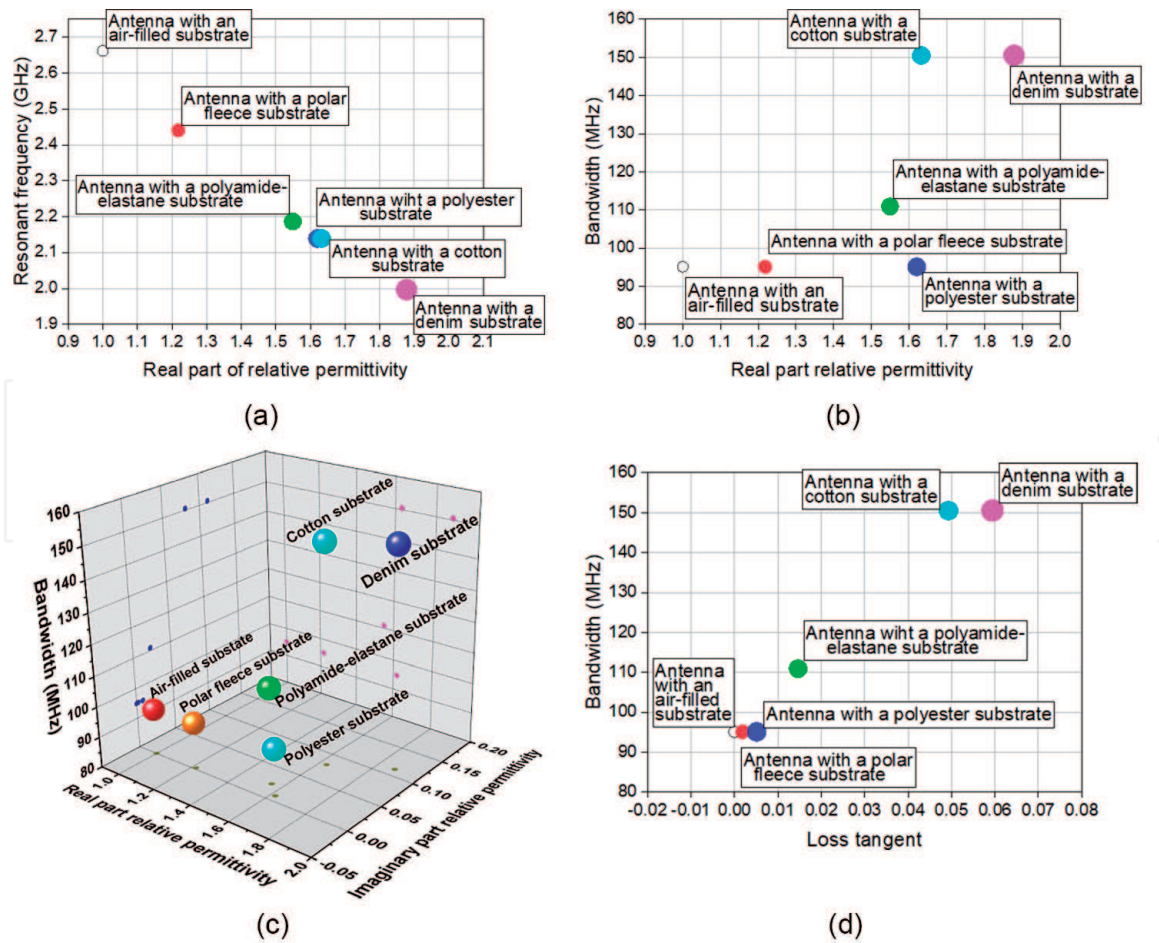 Antenna with an
air-filled substrate
Antenna with a polar
fleece substrate
Antenna with a polyamide-
elastane substrate
Antenna wiht a polyester
substrate
Antenna with a cotton
substrate
Antenna with a
denim substrate
Resonant frequency (GHz)
2.7
2.6
2.5
2.4
2.3
2.2
2.1
2.0
1.9
0.9 1.0 1.1 1.2 1.3 1.4 1.5 1.6 1.7 1.8 1.9 2.0 2.1
Real part of relative permittivity
(a)
Antenna with a
cotton substrate
Antenna with a
denim substrate
Antenna with a polyamide-
elastane substrate
Antenna with a polar fleece substrate
Antenna with an
air-filled substrate
Antenna with a
polyester substrate
Bandwidth (MHz)
160
150
140
130
120
110
100
90
80
0.9 1.0 1.1 1.2 1.3 1.4 1.5 1.6 1.7 1.8 1.9 2.0
Real part relative permittivity
(b)
Cotton substrate
Denim substrate
Polyamide-elastane substrate
Air-filled substate
Polar fleece substrate
Polyester substrate
Bandwidth (MHz)
160
150
140
130
120
110
100
90
80
1.0 1.2 1.4 1.6 1.8 2.0
Real part relative permittivity
-0.05 0.00 0.05 0.10 0.15 0.20
Imaginary part relative permittivity
(c)
Antenna with a
cotton substrate
Antenna with a
denim substrate
Antenna wiht a polyamide-
elastane substrate
Antenna
with an
air-filled
substrate
Antenna with a polyester substrate
Antenna with a polar
fleece substrate
Bandwidth (MHz)
160
150
140
130
120
110
100
90
80
-0.02 -0.01 0.00 0.01 0.02 0.03 0.04 0.05 0.06 0.07 0.08
Loss tangent
(d)